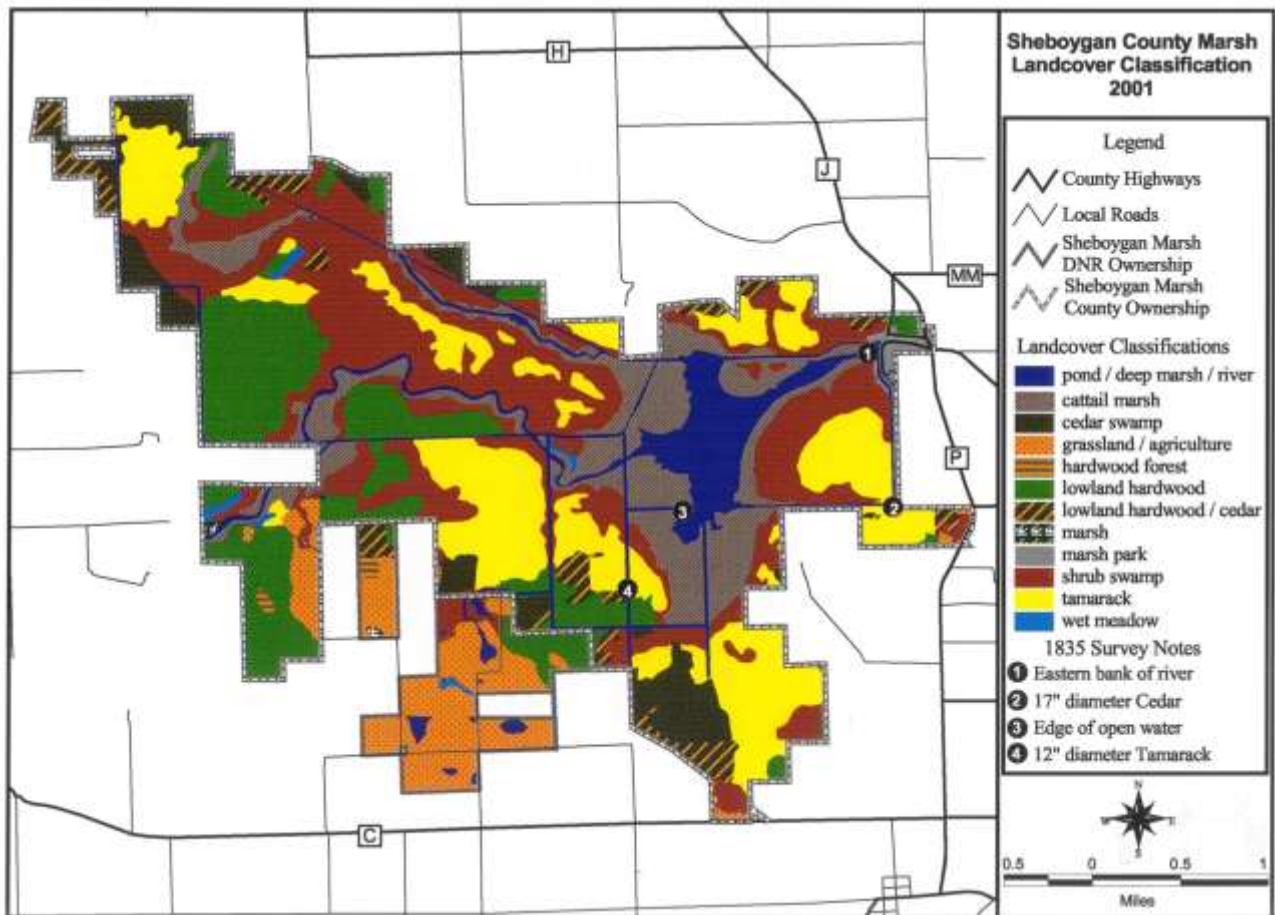 Sheboygan County Marsh
Landcover Classification
2001
Legend
County Highways
Local Roads
Sheboygan Marsh
DNR Ownership
Sheboygan Marsh
County Ownership
Landcover Classifications
pond / deep marsh / river
cattail marsh
cedar swamp
grassland / agriculture
hardwood forest
lowland hardwood
lowland hardwood / cedar
marsh
marsh park
shrub swamp
tamarack
wet meadow
1835 Survey Notes
1 Eastern bank of river
2 17" diameter Cedar
3 Edge of open water
4 12" diameter Tamarack
N
W E
S
0.5 0 0.5 1
Miles
H
J
MM
1
P
2
3
4
C